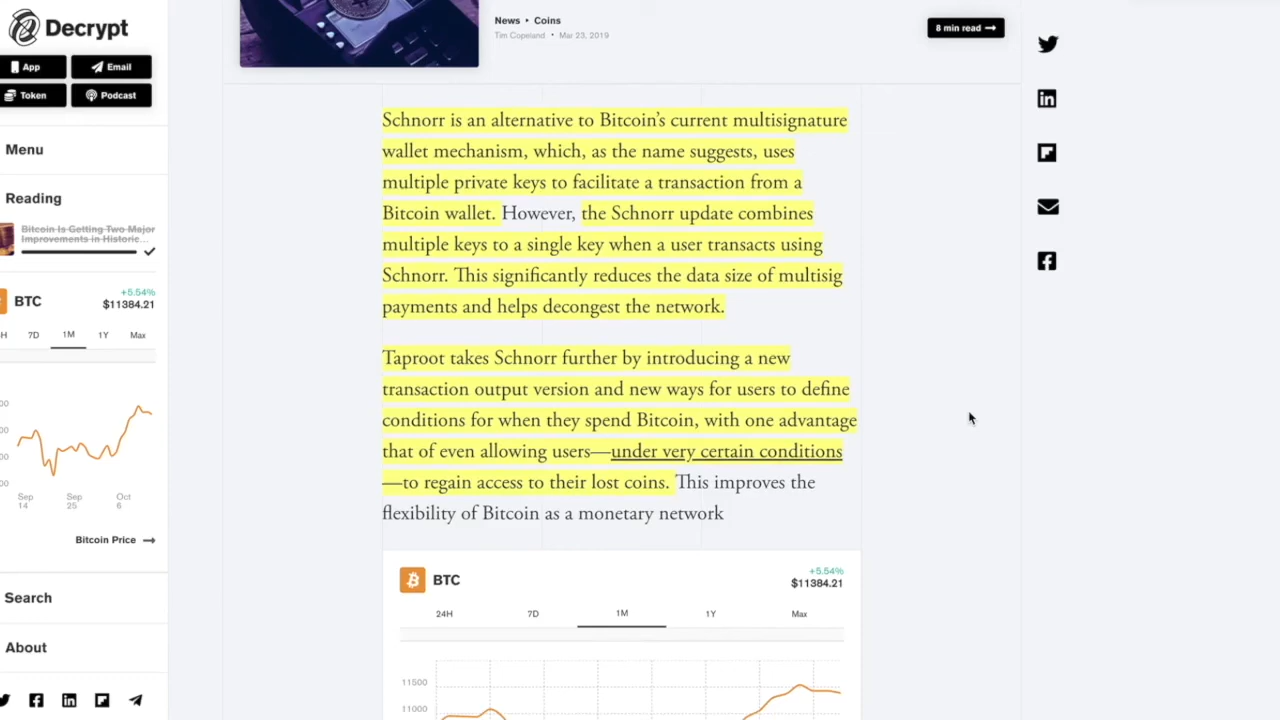 Decrypt
App
Email
Token
Podcast
Menu
Reading
Bitcoin Is Getting Two Major
Improvements in Historic...
BTC
+5.54%
$11384.21
7D
1M
1Y
Max
Sep
14
Sep
25
Oct
6
Bitcoin Price
Search
About
News • Coins
Tim Copeland • Mar 23, 2019
8 min read
Schnorr is an alternative to Bitcoin’s current multisignature
wallet mechanism, which, as the name suggests, uses
multiple private keys to facilitate a transaction from a
Bitcoin wallet. However, the Schnorr update combines
multiple keys to a single key when a user transacts using
Schnorr. This significantly reduces the data size of multisig
payments and helps decongest the network.
Taproot takes Schnorr further by introducing a new
transaction output version and new ways for users to define
conditions for when they spend Bitcoin, with one advantage
that of even allowing users—under very certain conditions
—to regain access to their lost coins. This improves the
flexibility of Bitcoin as a monetary network
BTC
+5.54%
$11384.21
24H
7D
1M
1Y
Max
11500
11000